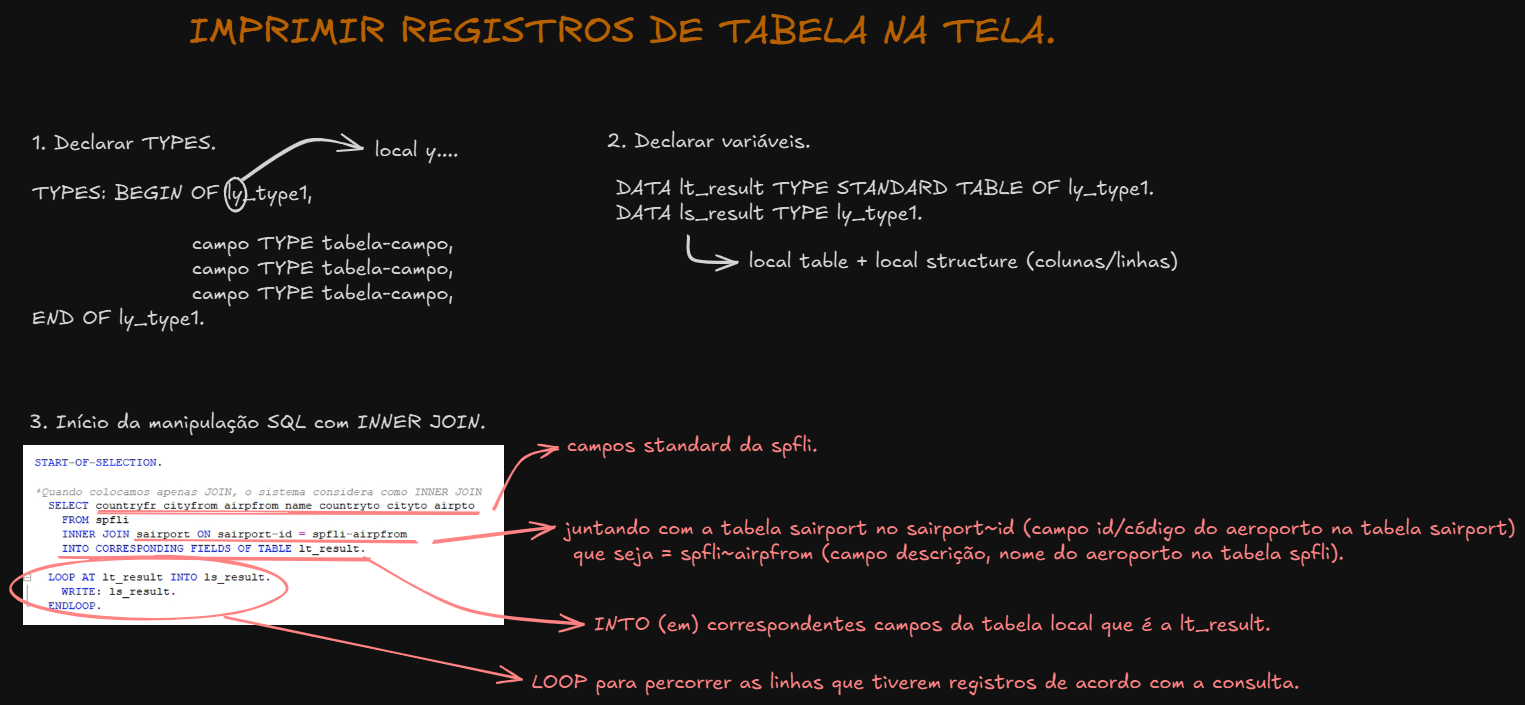 IMPRIMIR REGISTROS DE TABELA NA TELA.
1. Declarar TYPES.
local y....
TYPES: BEGIN OF ly_type1,
campo TYPE tabela-campo,
campo TYPE tabela-campo,
campo TYPE tabela-campo,
END OF ly_type1.
2. Declarar variáveis.
DATA lt_result TYPE STANDARD TABLE OF ly_type1.
DATA ls_result TYPE ly_type1.
local table + local structure (colunas/linhas)
3. Início da manipulação SQL com INNER JOIN.
START-OF-SELECTION.
*Quando colocamos apenas JOIN, o sistema considera como INNER JOIN
SELECT countryfr cityfrom airpfrom name countryto cityto airpto
FROM spfli
INNER JOIN sairport ON sairport~id = spfli~airpfrom
INTO CORRESPONDING FIELDS OF TABLE lt_result.
LOOP AT lt_result INTO ls_result.
WRITE: ls_result.
ENDLOOP.
campos standard da spfli.
juntando com a tabela sairport no sairport~id (campo id/código do aeroporto na tabela sairport)
que seja = spfli~airpfrom (campo descrição, nome do aeroporto na tabela spfli).
INTO (em) correspondentes campos da tabela local que é a lt_result.
LOOP para percorrer as linhas que tiverem registros de acordo com a consulta.